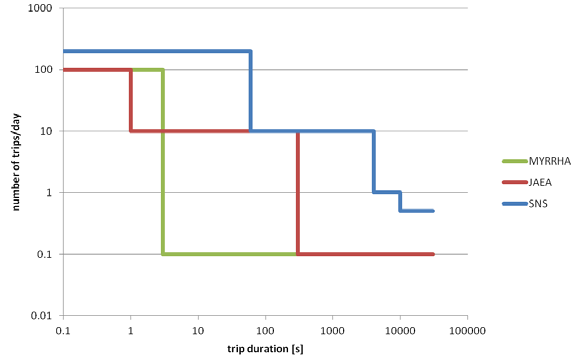 1000
100
10
1
0.1
0.01
number of trips/day
0.1 1 10 100 1000 10000 100000
trip duration [s]
MYRRHA
JAEA
SNS